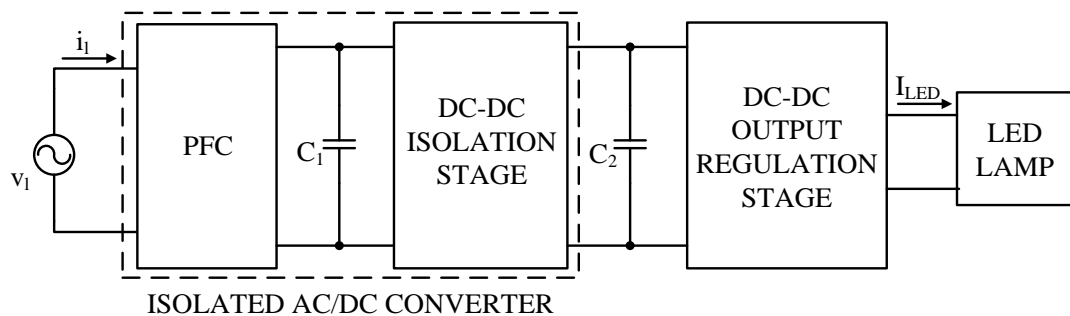 i₁
v₁
PFC
C₁
DC-DC
ISOLATION
STAGE
C₂
DC-DC
OUTPUT
REGULATION
STAGE
I_LED
LED
LAMP
ISOLATED AC/DC CONVERTER